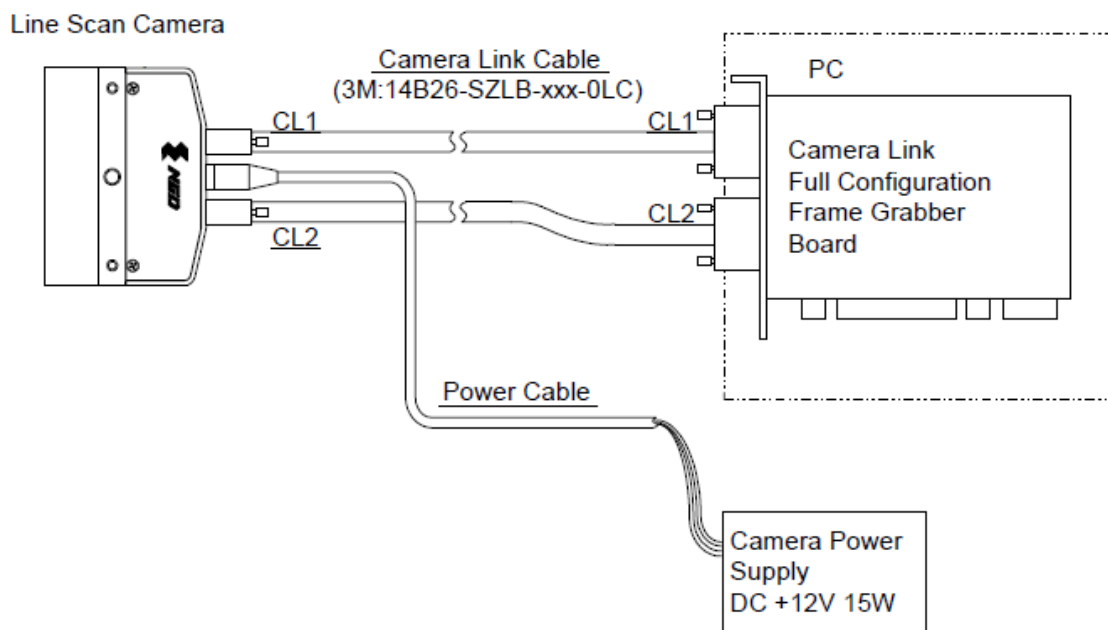 Line Scan Camera
Camera Link Cable
(3M:14B26-SZLB-xxx-0LC)
PC
CL1
CL1
NED
Camera Link
Full Configuration
Frame Grabber
Board
CL2
CL2
Power Cable
Camera Power
Supply
DC +12V 15W